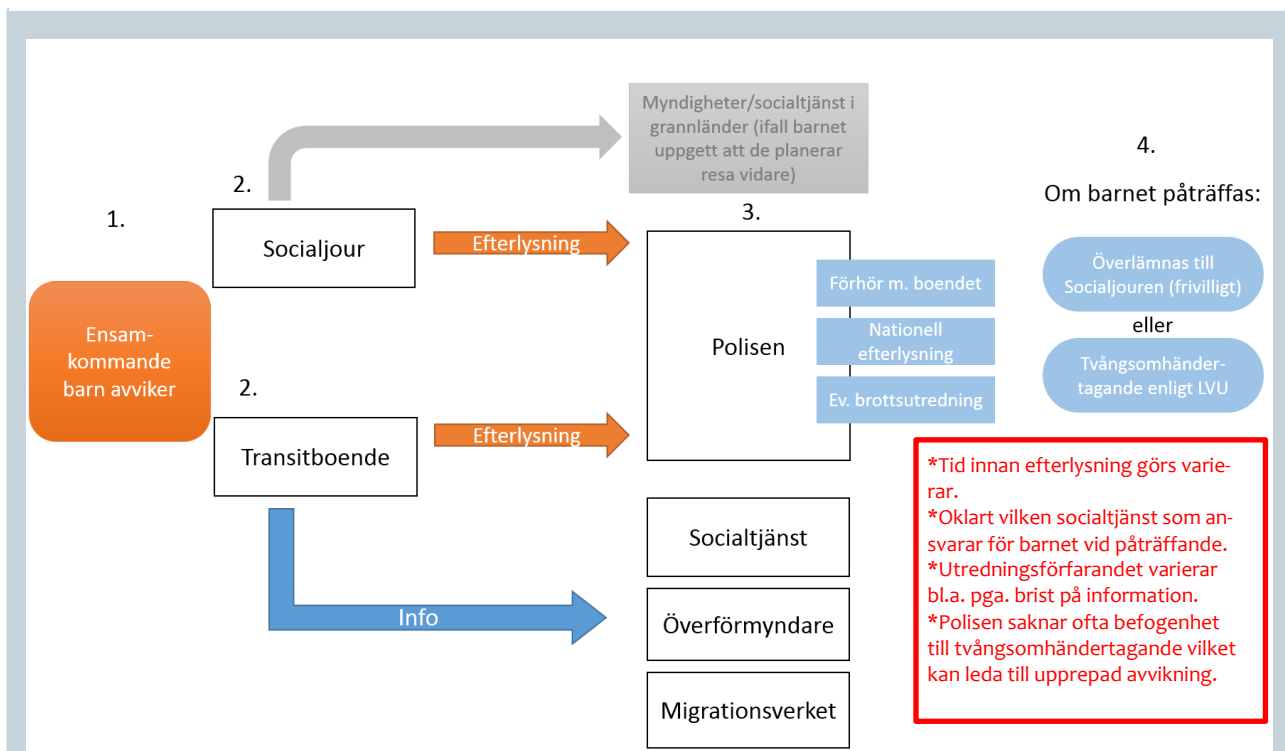 1.
Ensam-
kommande
barn avviker
2.
Socialjour
2.
Transitboende
Efterlysning
Efterlysning
Info
Myndigheter/socialtjänst i
grannländer (ifall barnet
uppgett att de planerar
resa vidare)
3.
Polisen
Förhör m. boendet
Nationell
efterlysning
Ev. brottsutredning
Socialtjänst
Överförmyndare
Migrationsverket
4.
Om barnet påträffas:
Överlämnas till
Socialjouren (frivilligt)
eller
Tvångsomhänder-
tagande enligt LVU
*Tid innan efterlysning görs varie-
rar.
*Oklart vilken socialtjänst som an-
svarar för barnet vid påträffande.
*Utredningsförfarandet varierar
bl.a. pga. brist på information.
*Polisen saknar ofta befogenhet
till tvångsomhändertagande vilket
kan leda till upprepad avvikning.